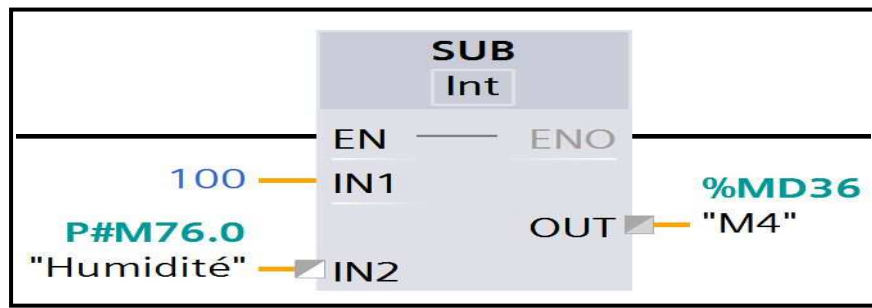 SUB
Int
EN ENO
100 IN1
%MD36
P#M76.0
OUT "M4"
"Humidité" IN2